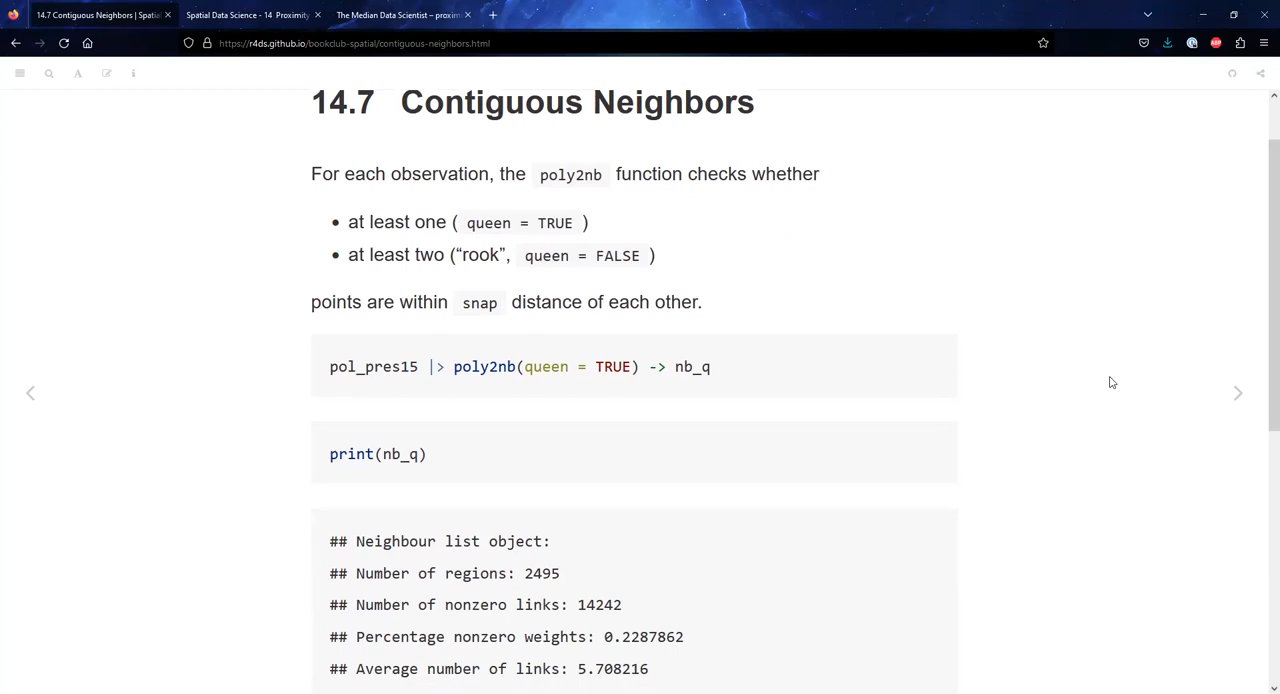 14.7 Contiguous Neighbors | Spatial
Spatial Data Science - 14 Proximity
The Median Data Scientist – proxim
https://r4ds.github.io/bookclub-spatial/contiguous-neighbors.html
14.7 Contiguous Neighbors
For each observation, the poly2nb function checks whether
• at least one ( queen = TRUE )
• at least two (“rook”, queen = FALSE )
points are within snap distance of each other.
pol_pres15 |> poly2nb(queen = TRUE) -> nb_q
print(nb_q)
## Neighbour list object:
## Number of regions: 2495
## Number of nonzero links: 14242
## Percentage nonzero weights: 0.2287862
## Average number of links: 5.708216